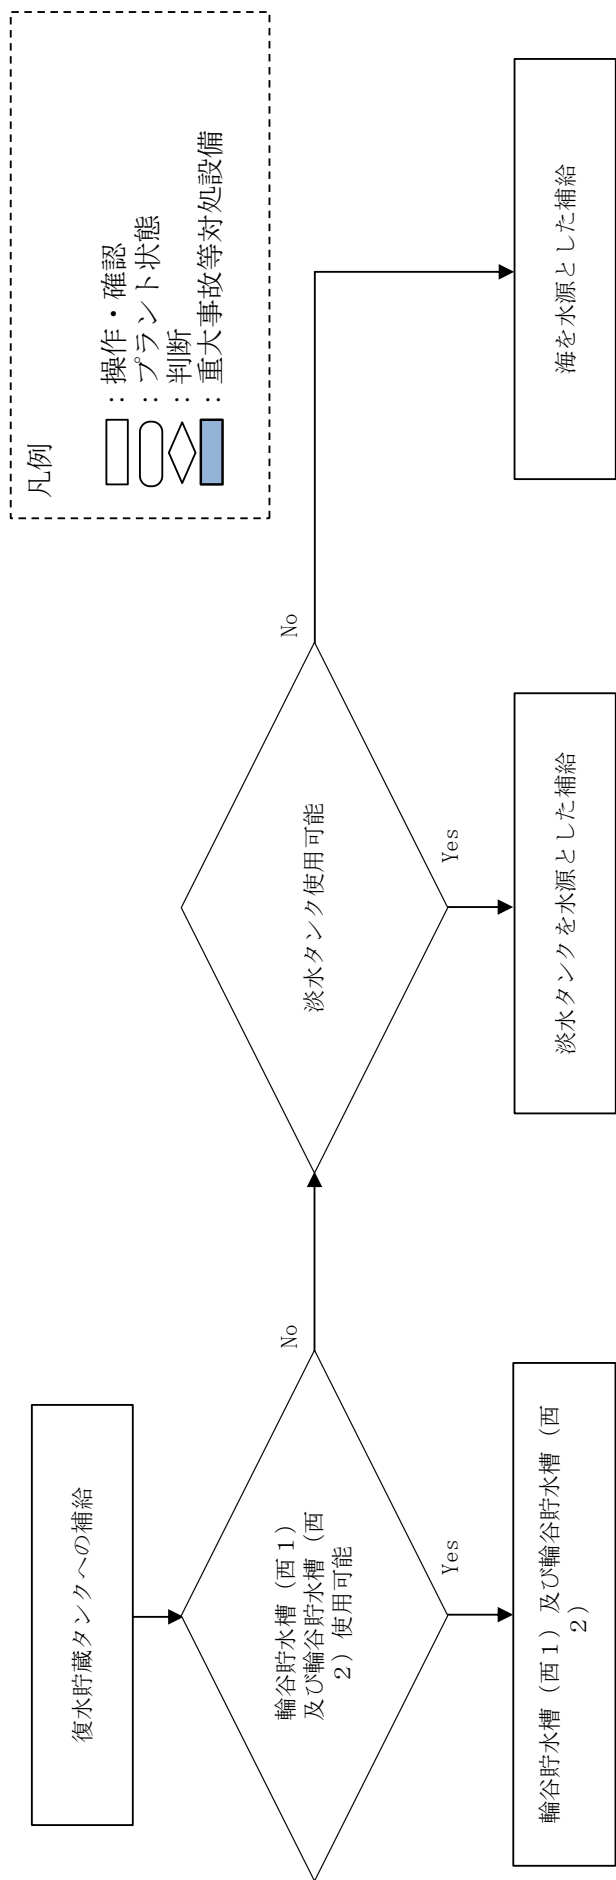 復水貯蔵タンクへの補給
輪谷貯水槽（西１）
及び輪谷貯水槽（西
２）使用可能
No
Yes
輪谷貯水槽（西１）及び輪谷貯水槽（西
２）
淡水タンク使用可能
No
Yes
淡水タンクを水源とした補給
海を水源とした補給
凡例
：操作・確認
：プラント状態
：判断
：重大事故等対処設備